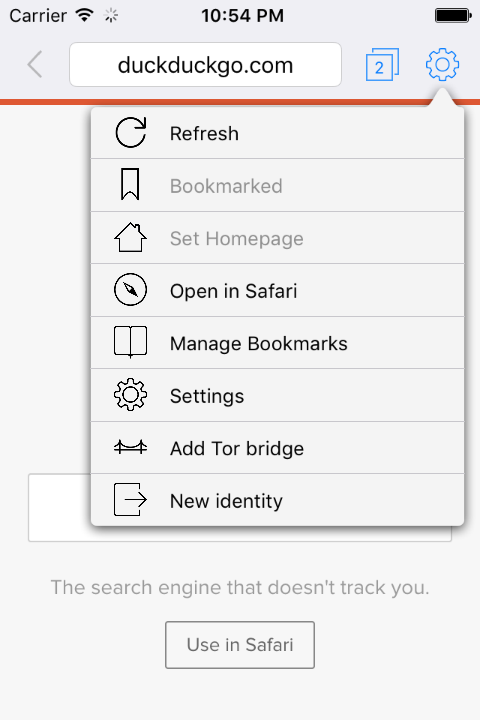 Carrier 10:54 PM
duckduckgo.com 2
Refresh
Bookmarked
Set Homepage
Open in Safari
Manage Bookmarks
Settings
Add Tor bridge
New identity
The search engine that doesn't track you.
Use in Safari